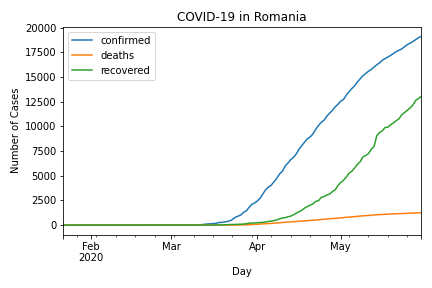 COVID-19 in Romania
confirmed
deaths
recovered
20000
17500
15000
12500
10000
7500
5000
2500
0
Number of Cases
Feb
2020
Mar
Apr
May
Day